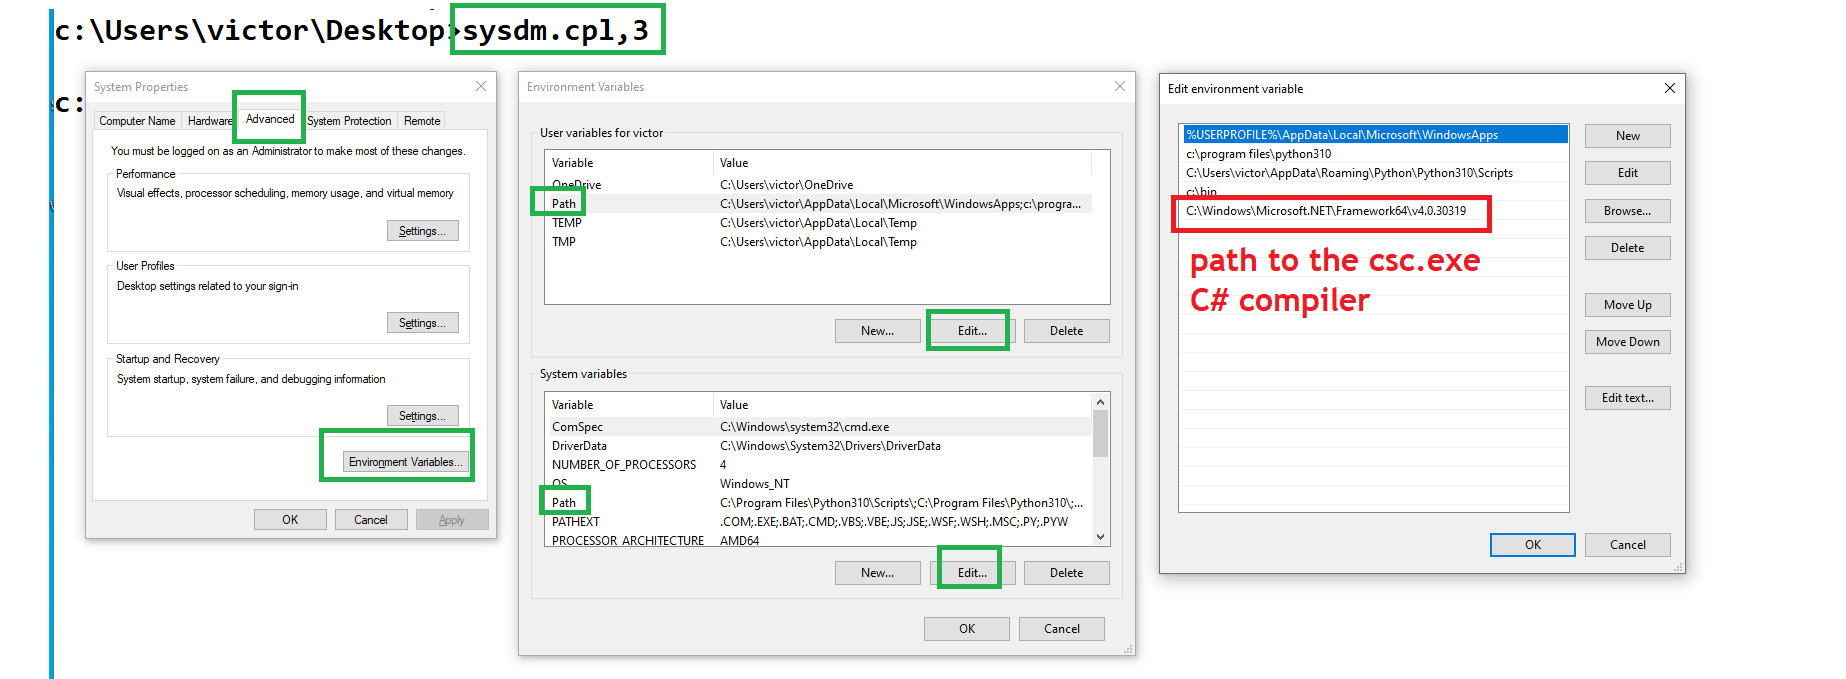 c:\Users\victor\Desktop>sysdm.cpl,3
c:
System Properties
Computer Name
Hardware
Advanced
System Protection
Remote
You must be logged on as an Administrator to make most of these changes.
Performance
Visual effects, processor scheduling, memory usage, and virtual memory
Settings...
User Profiles
Desktop settings related to your sign-in
Settings...
Startup and Recovery
System startup, system failure, and debugging information
Settings...
Environment Variables...
OK
Cancel
Apply
Environment Variables
User variables for victor
Variable Value
OneDrive C:\Users\victor\OneDrive
Path C:\Users\victor\AppData\Local\Microsoft\WindowsApps;c:\progra...
TEMP C:\Users\victor\AppData\Local\Temp
TMP C:\Users\victor\AppData\Local\Temp
New...
Edit...
Delete
System variables
Variable Value
ComSpec C:\Windows\system32\cmd.exe
DriverData C:\Windows\System32\Drivers\DriverData
NUMBER_OF_PROCESSORS 4
OS Windows_NT
Path C:\Program Files\Python310\Scripts\;C:\Program Files\Python310\;...
PATHEXT .COM;.EXE;.BAT;.CMD;.VBS;.VBE;.JS;.JSE;.WSF;.WSH;.MSC;.PY;.PYW
PROCESSOR_ARCHITECTURE AMD64
New...
Edit...
Delete
OK
Cancel
Edit environment variable
%USERPROFILE%\AppData\Local\Microsoft\WindowsApps
c:\program files\python310
C:\Users\victor\AppData\Roaming\Python\Python310\Scripts
c:\bin
C:\Windows\Microsoft.NET\Framework64\v4.0.30319
path to the csc.exe
C# compiler
New
Edit
Browse...
Delete
Move Up
Move Down
Edit text...
OK
Cancel